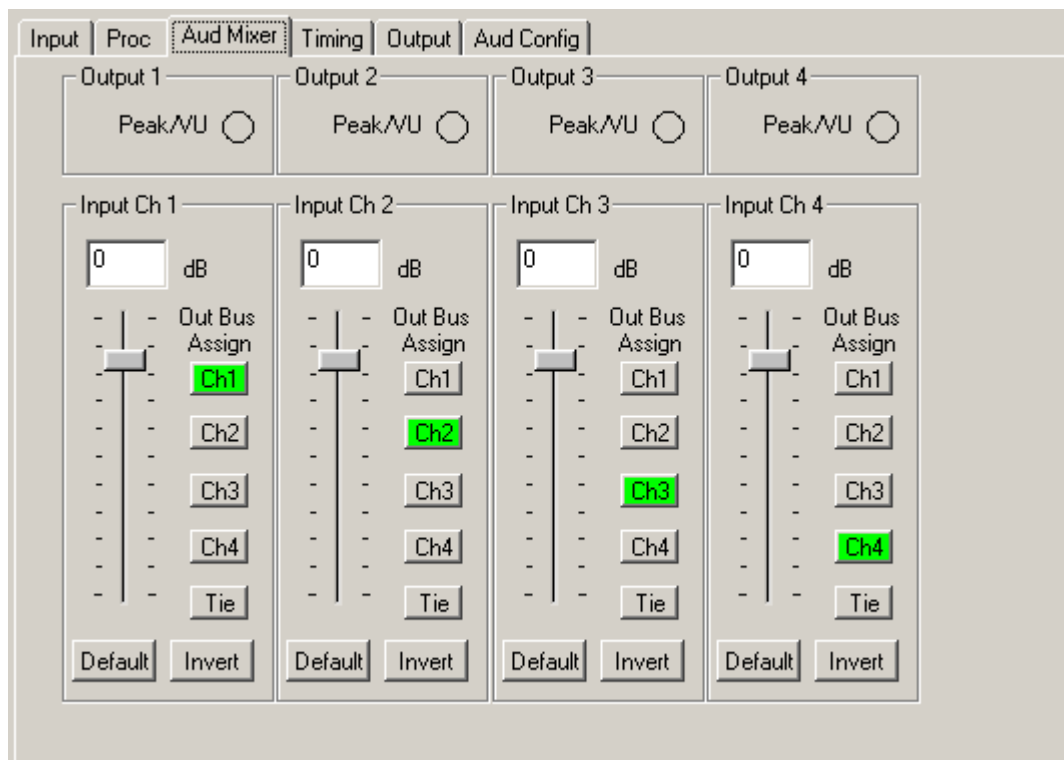 Input Proc Aud Mixer Timing Output Aud Config
Output 1 Output 2 Output 3 Output 4
Peak/VU Peak/VU Peak/VU Peak/VU
Input Ch 1 Input Ch 2 Input Ch 3 Input Ch 4
0 dB 0 dB 0 dB 0 dB
Out Bus Out Bus Out Bus Out Bus
Assign Assign Assign Assign
Ch1 Ch1 Ch1 Ch1
Ch2 Ch2 Ch2 Ch2
Ch3 Ch3 Ch3 Ch3
Ch4 Ch4 Ch4 Ch4
Tie Tie Tie Tie
Default Invert Default Invert Default Invert Default Invert